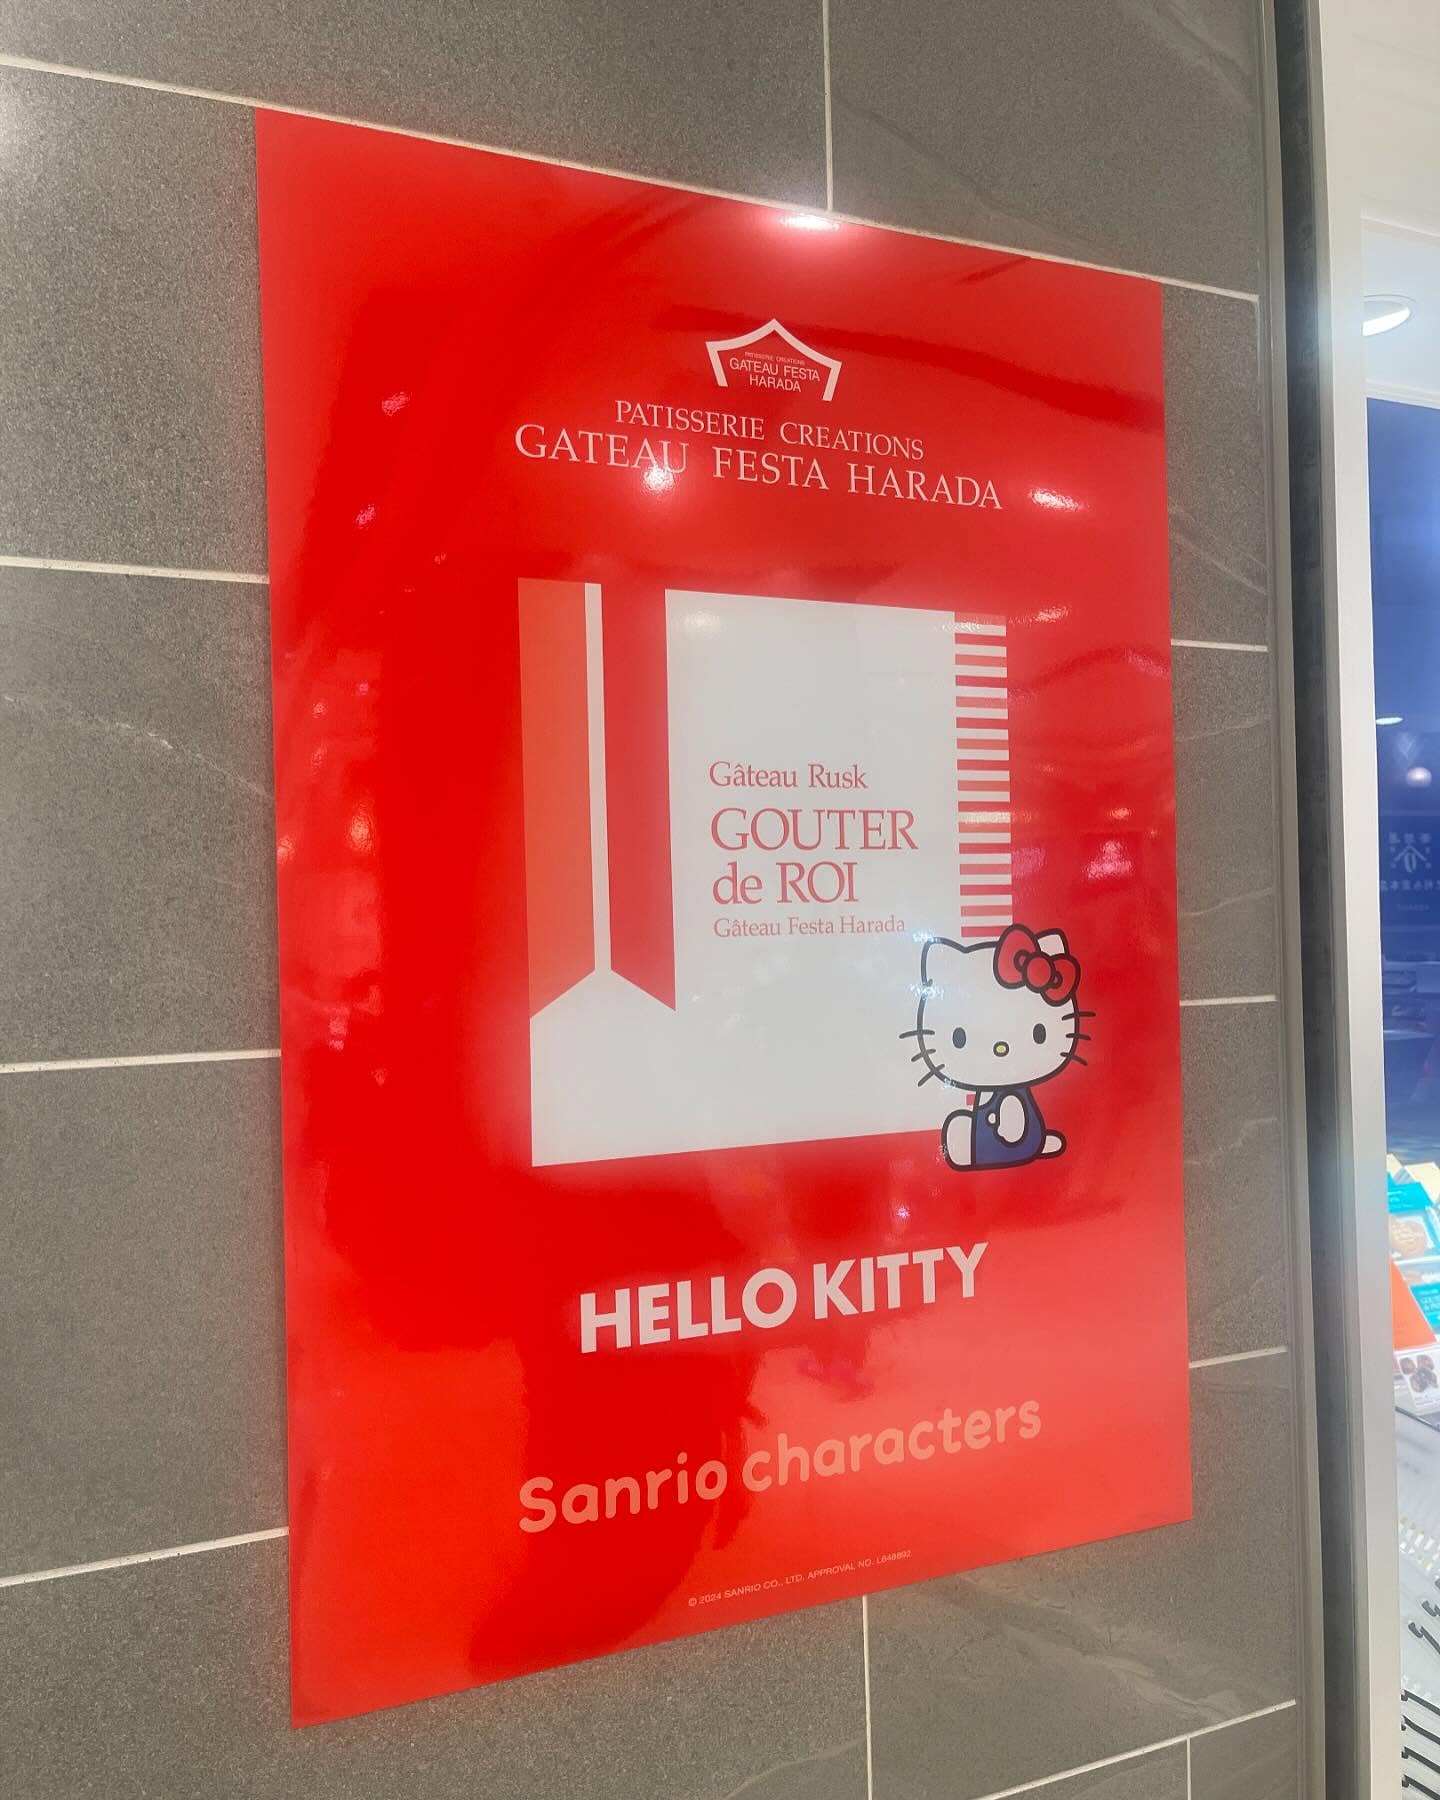 PATISSERIE CREATIONS
GATEAU FESTA
HARADA
PATISSERIE CREATIONS
GATEAU FESTA HARADA
Gâteau Rusk
GOUTER
de ROI
Gâteau Festa Harada
HELLO KITTY
Sanrio characters
© 2024 SANRIO CO., LTD. APPROVAL NO. L648892